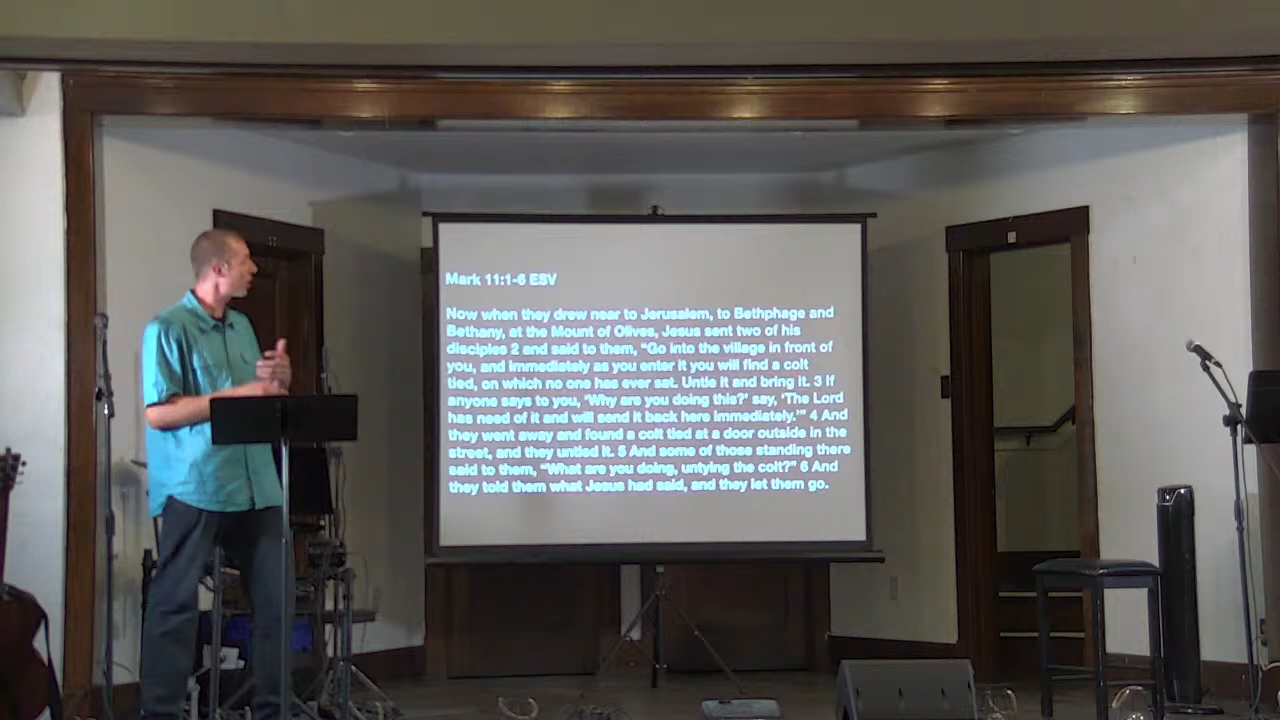 Mark 11:1-6 ESV
Now when they drew near to Jerusalem, to Bethphage and
Bethany, at the Mount of Olives, Jesus sent two of his
disciples 2 and said to them, “Go into the village in front of
you, and immediately as you enter it you will find a colt
tied, on which no one has ever sat. Untie it and bring it. 3 If
anyone says to you, ‘Why are you doing this?’ say, ‘The Lord
has need of it and will send it back here immediately.’” 4 And
they went away and found a colt tied at a door outside in the
street, and they untied it. 5 And some of those standing there
said to them, “What are you doing, untying the colt?” 6 And
they told them what Jesus had said, and they let them go.